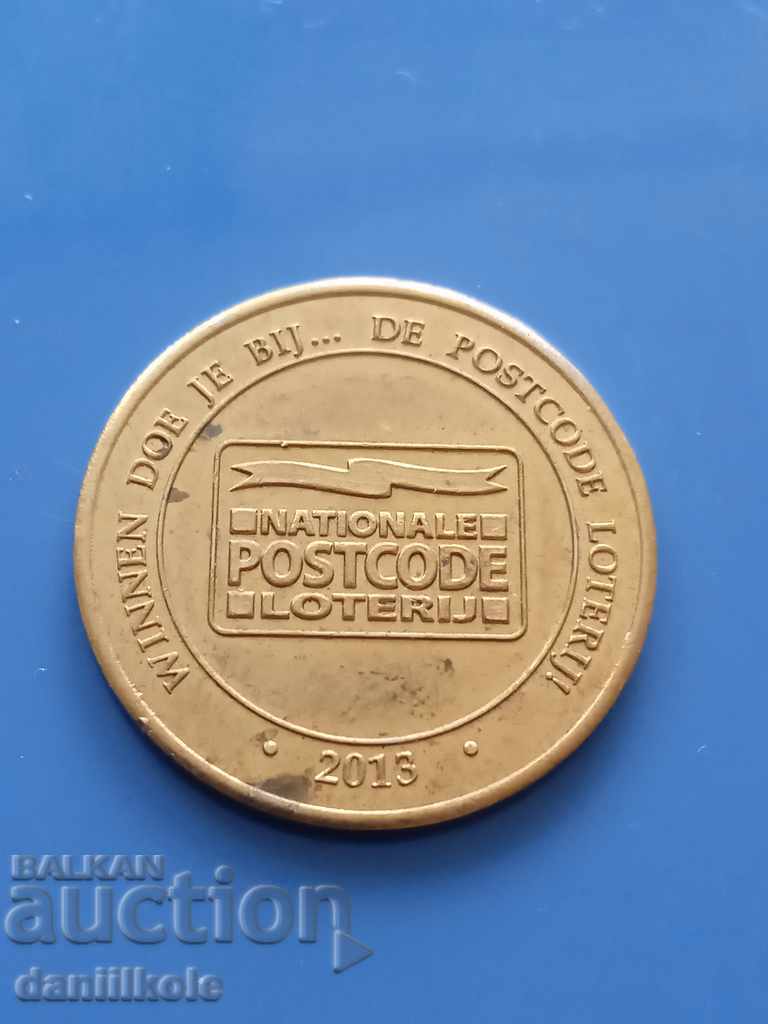 WINNEN DOE JE BIJ... DE POSTCODE LOTERIJ!
NATIONALE
POSTCODE
LOTERIJ
• 2013 •
BALKAN
auction
daniilkole